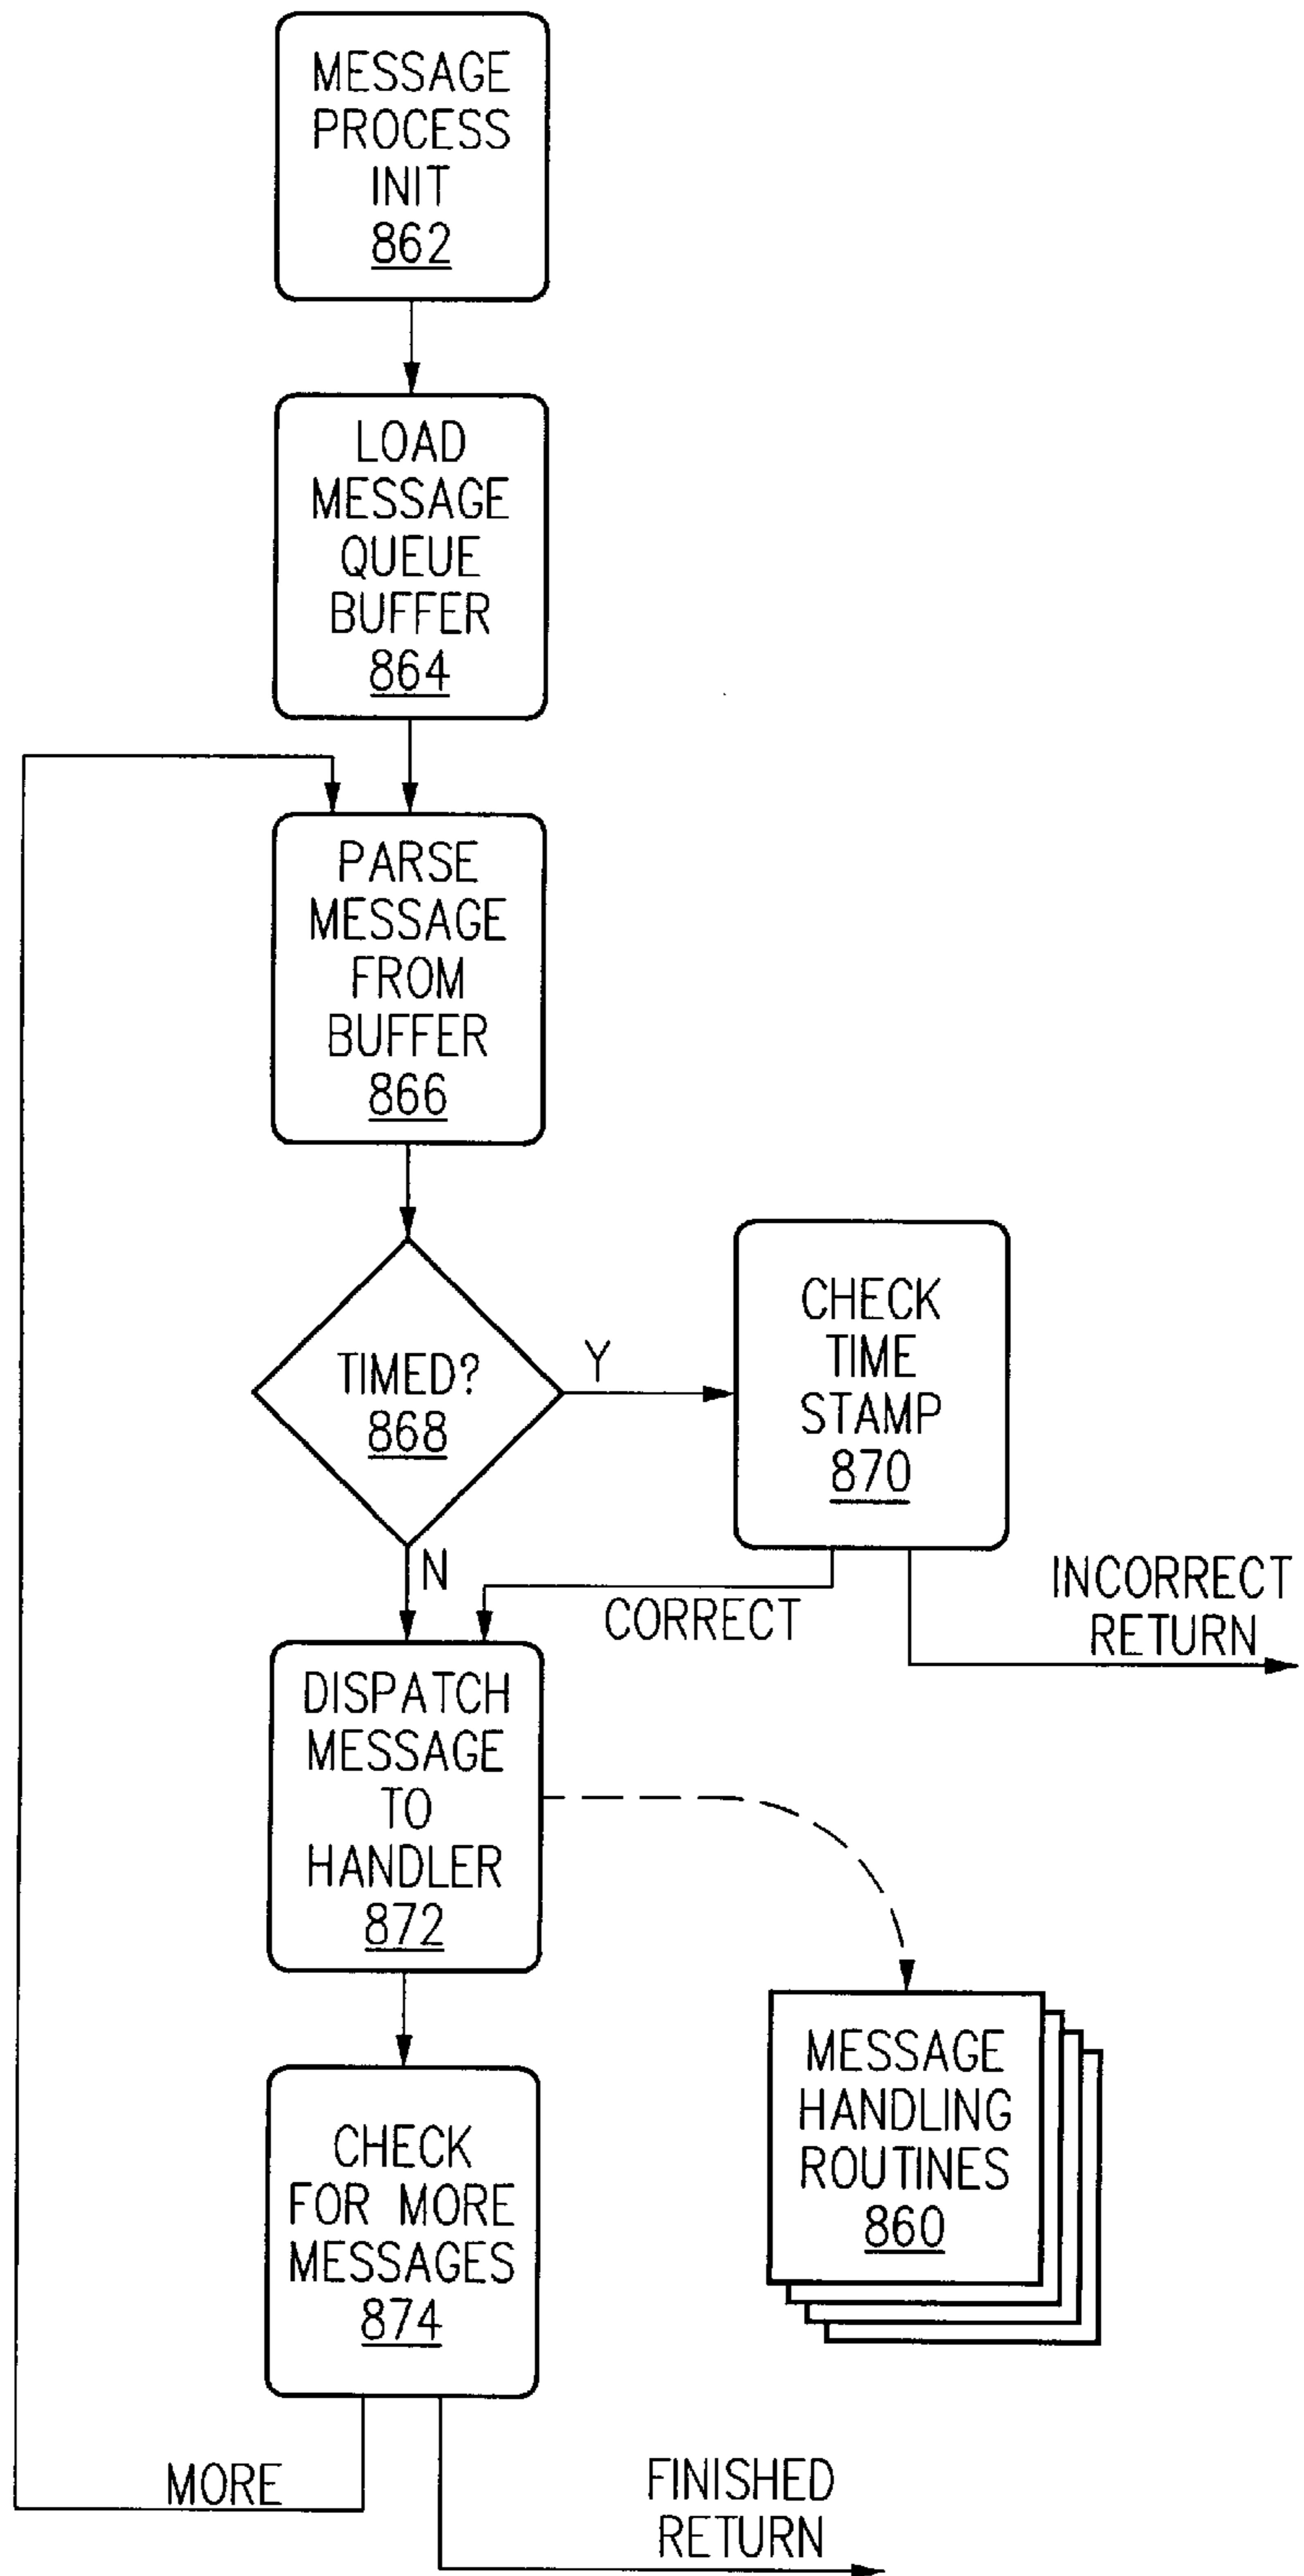 MESSAGE
PROCESS
INIT
862
LOAD
MESSAGE
QUEUE
BUFFER
864
PARSE
MESSAGE
FROM
BUFFER
866
TIMED?
868
Y
CHECK
TIME
STAMP
870
N
CORRECT
INCORRECT
RETURN
DISPATCH
MESSAGE
TO
HANDLER
872
MESSAGE
HANDLING
ROUTINES
860
CHECK
FOR MORE
MESSAGES
874
MORE
FINISHED
RETURN